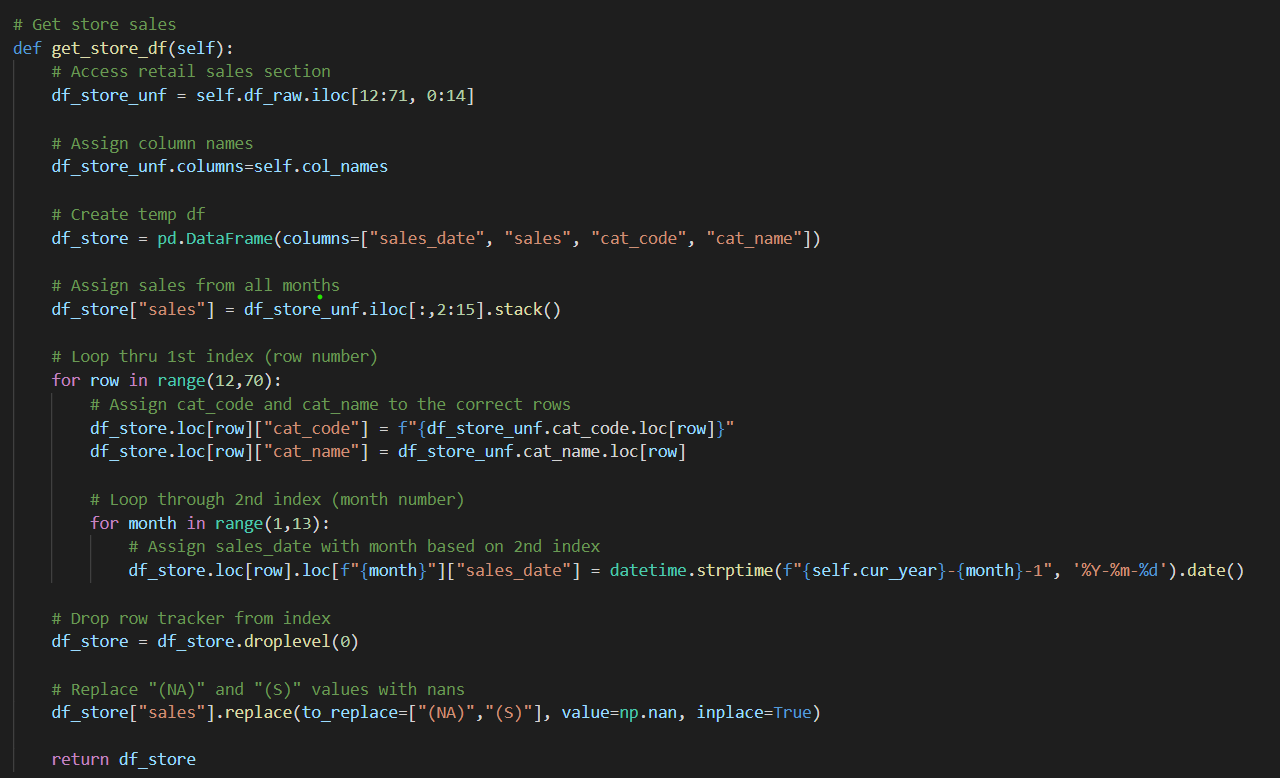 # Get store sales
def get_store_df(self):
    # Access retail sales section
    df_store_unf = self.df_raw.iloc[12:71, 0:14]

    # Assign column names
    df_store_unf.columns=self.col_names

    # Create temp df
    df_store = pd.DataFrame(columns=["sales_date", "sales", "cat_code", "cat_name"])

    # Assign sales from all months
    df_store["sales"] = df_store_unf.iloc[:,2:15].stack()

    # Loop thru 1st index (row number)
    for row in range(12,70):
        # Assign cat_code and cat_name to the correct rows
        df_store.loc[row]["cat_code"] = f"{df_store_unf.cat_code.loc[row]}"
        df_store.loc[row]["cat_name"] = df_store_unf.cat_name.loc[row]

        # Loop through 2nd index (month number)
        for month in range(1,13):
            # Assign sales_date with month based on 2nd index
            df_store.loc[row].loc[f"{month}"]["sales_date"] = datetime.strptime(f"{self.cur_year}-{month}-1", '%Y-%m-%d').date()

    # Drop row tracker from index
    df_store = df_store.droplevel(0)

    # Replace "(NA)" and "(S)" values with nans
    df_store["sales"].replace(to_replace=["(NA)","(S)"], value=np.nan, inplace=True)

    return df_store